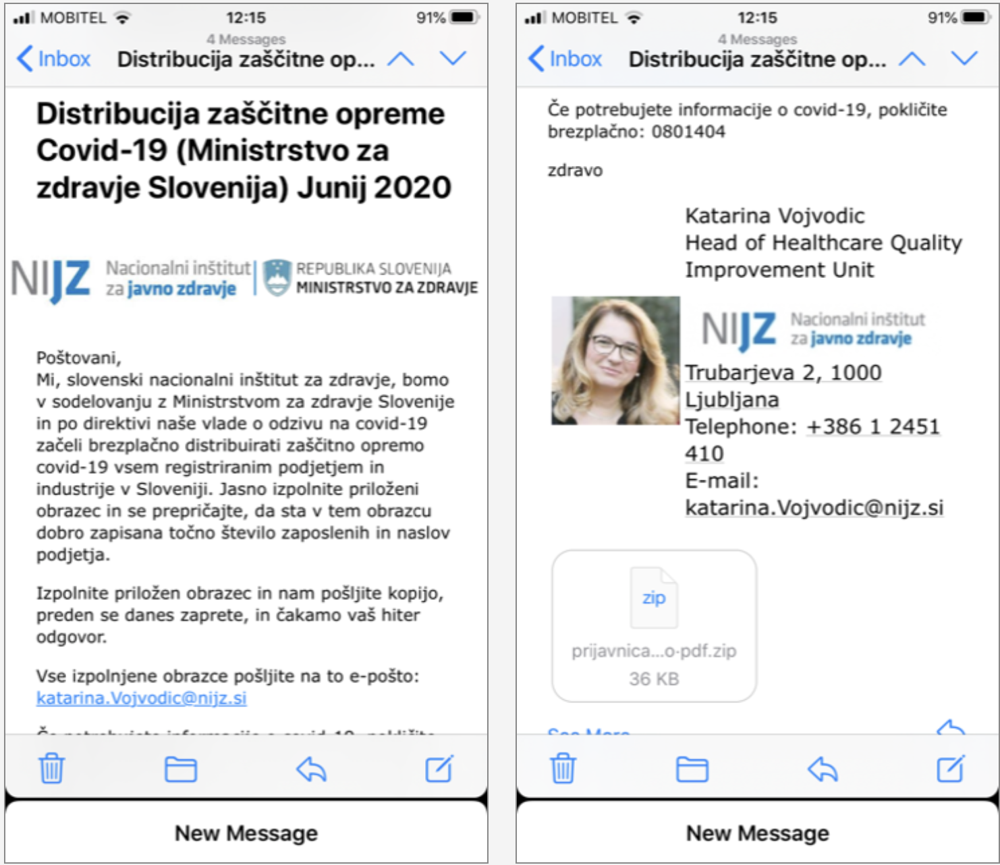 MOBITEL 12:15 91%
4 Messages
Inbox Distribucija zaščitne op...
Distribucija zaščitne opreme
Covid-19 (Ministrstvo za
zdravje Slovenija) Junij 2020
NIJZ Nacionalni inštitut
za javno zdravje
REPUBLIKA SLOVENIJA
MINISTRSTVO ZA ZDRAVJE
Poštovani,
Mi, slovenski nacionalni inštitut za zdravje, bomo
v sodelovanju z Ministrstvom za zdravje Slovenije
in po direktivi naše vlade o odzivu na covid-19
začeli brezplačno distribuirati zaščitno opremo
covid-19 vsem registriranim podjetjem in
industrije v Sloveniji. Jasno izpolnite priloženi
obrazec in se prepričajte, da sta v tem obrazcu
dobro zapisana točno število zaposlenih in naslov
podjetja.
Izpolnite priložen obrazec in nam pošljite kopijo,
preden se danes zaprete, in čakamo vaš hiter
odgovor.
Vse izpolnjene obrazce pošljite na to e-pošto:
katarina.Vojvodic@nijz.si
Če potrebujete informacije o covid-19, pokličite
New Message
MOBITEL 12:15 91%
4 Messages
Inbox Distribucija zaščitne op...
Če potrebujete informacije o covid-19, pokličite
brezplačno: 0801404
zdravo
Katarina Vojvodic
Head of Healthcare Quality
Improvement Unit
NIJZ Nacionalni inštitut
za javno zdravje
Trubarjeva 2, 1000
Ljubljana
Telephone: +386 1 2451
410
E-mail:
katarina.Vojvodic@nijz.si
zip
prijavnica...o-pdf.zip
36 KB
See More
New Message